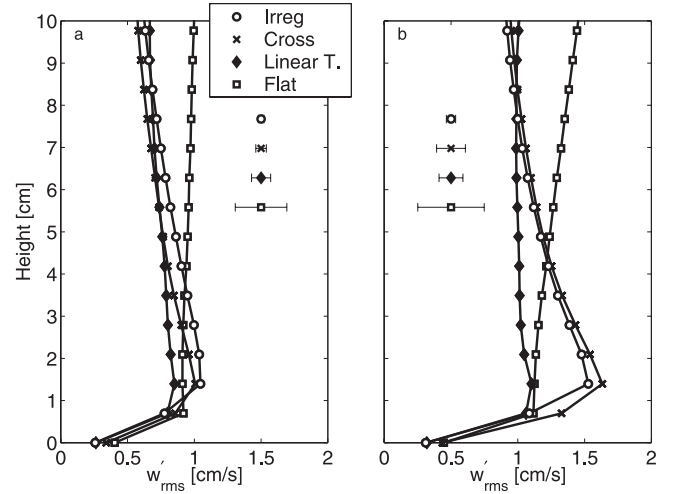 10
9
8
7
6
5
4
3
2
1
0
Height [cm]
a
Irreg
Cross
Linear T.
Flat
b
0 0.5 1 1.5 2
0 0.5 1 1.5 2
w′rms [cm/s]
w′rms [cm/s]